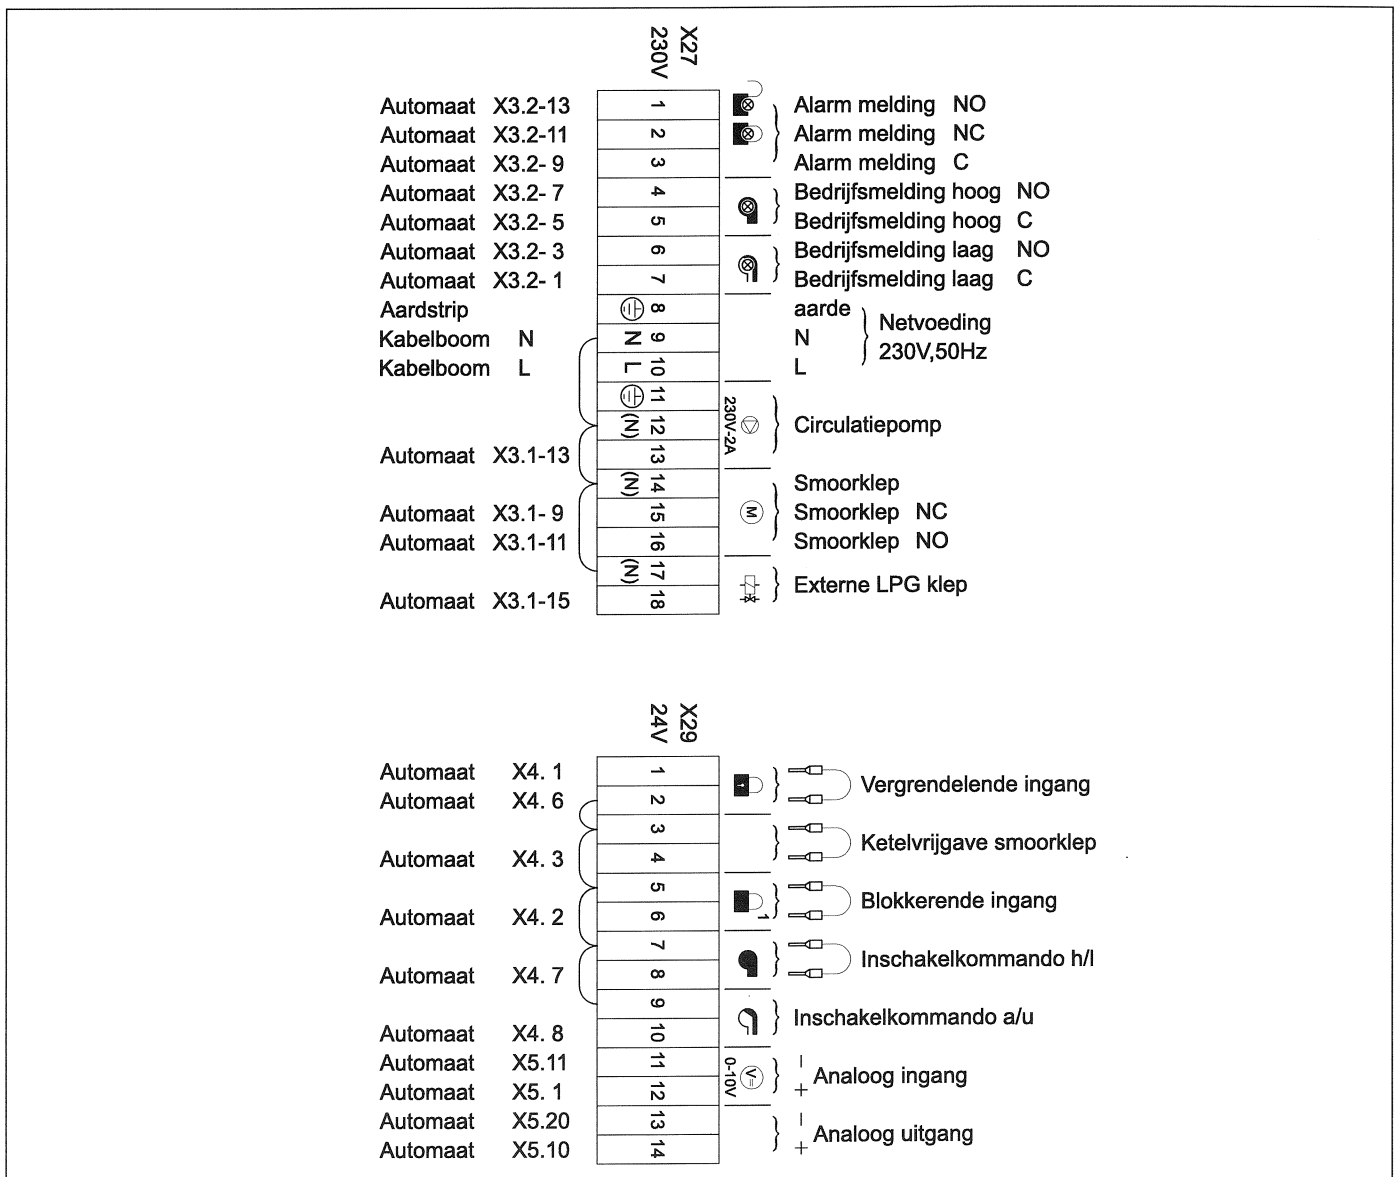 X27
230V
Automaat X3.2-13 1 Alarm melding NO
Automaat X3.2-11 2 Alarm melding NC
Automaat X3.2- 9 3 Alarm melding C
Automaat X3.2- 7 4 Bedrijfsmelding hoog NO
Automaat X3.2- 5 5 Bedrijfsmelding hoog C
Automaat X3.2- 3 6 Bedrijfsmelding laag NO
Automaat X3.2- 1 7 Bedrijfsmelding laag C
Aardstrip 8 aarde
Kabelboom N N 9 N
Netvoeding
230V,50Hz
Kabelboom L L 10 L
11
(N) 12 230V-2A Circulatiepomp
Automaat X3.1-13 13
(N) 14 Smoorklep
Automaat X3.1- 9 15 M Smoorklep NC
Automaat X3.1-11 16 Smoorklep NO
(N) 17 Externe LPG klep
Automaat X3.1-15 18
X29
24V
Automaat X4. 1 1 Vergrendelende ingang
Automaat X4. 6 2
3 Ketelvrijgave smoorklep
Automaat X4. 3 4
5 Blokkerende ingang
Automaat X4. 2 6 1
7 Inschakelkommando h/l
Automaat X4. 7 8
9 Inschakelkommando a/u
Automaat X4. 8 10
Automaat X5.11 11 V= 0-10V - Analoog ingang
Automaat X5. 1 12 +
Automaat X5.20 13 - Analoog uitgang
Automaat X5.10 14 +